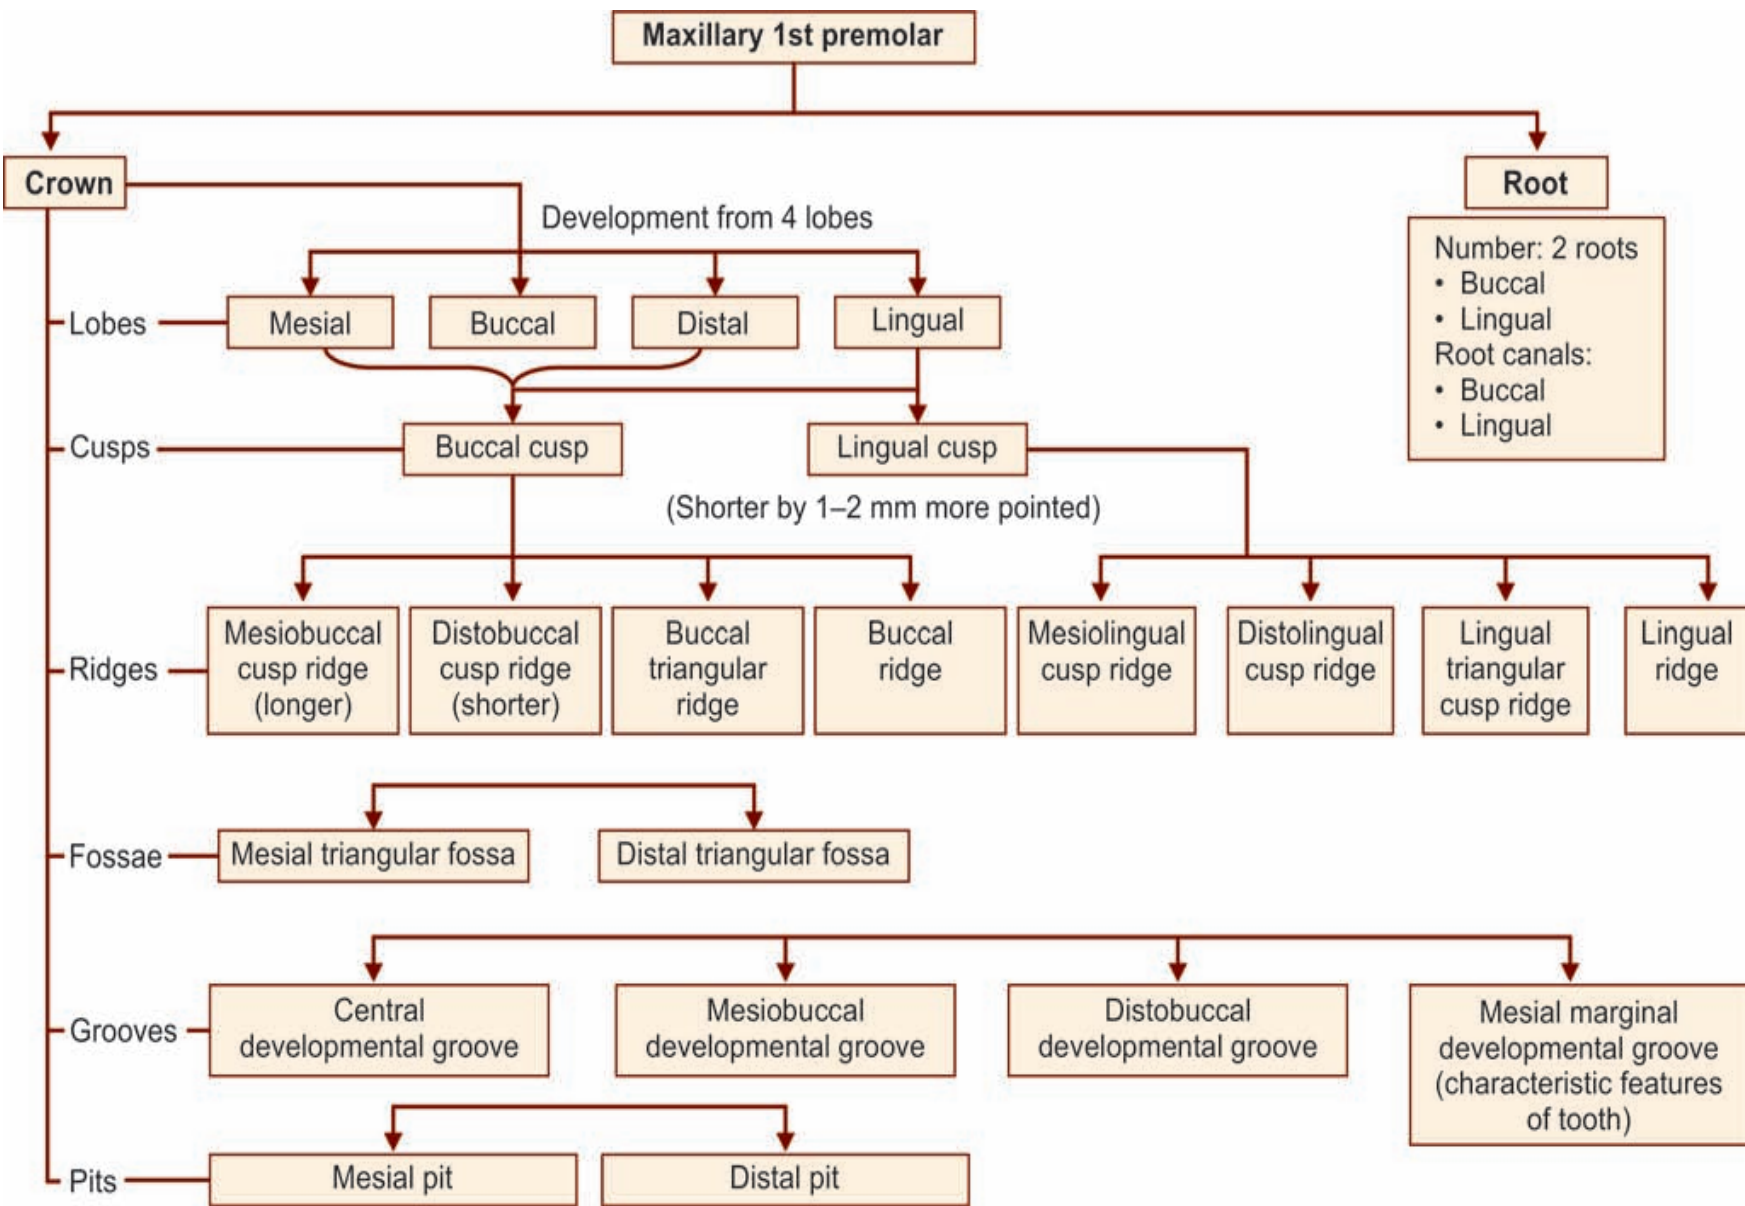 Maxillary 1st premolar
Crown
Root
Development from 4 lobes
Number: 2 roots
• Buccal
• Lingual
Root canals:
• Buccal
• Lingual
Lobes
Mesial
Buccal
Distal
Lingual
Cusps
Buccal cusp
Lingual cusp
(Shorter by 1–2 mm more pointed)
Ridges
Mesiobuccal
cusp ridge
(longer)
Distobuccal
cusp ridge
(shorter)
Buccal
triangular
ridge
Buccal
ridge
Mesiolingual
cusp ridge
Distolingual
cusp ridge
Lingual
triangular
cusp ridge
Lingual
ridge
Fossae
Mesial triangular fossa
Distal triangular fossa
Grooves
Central
developmental groove
Mesiobuccal
developmental groove
Distobuccal
developmental groove
Mesial marginal
developmental groove
(characteristic features
of tooth)
Pits
Mesial pit
Distal pit